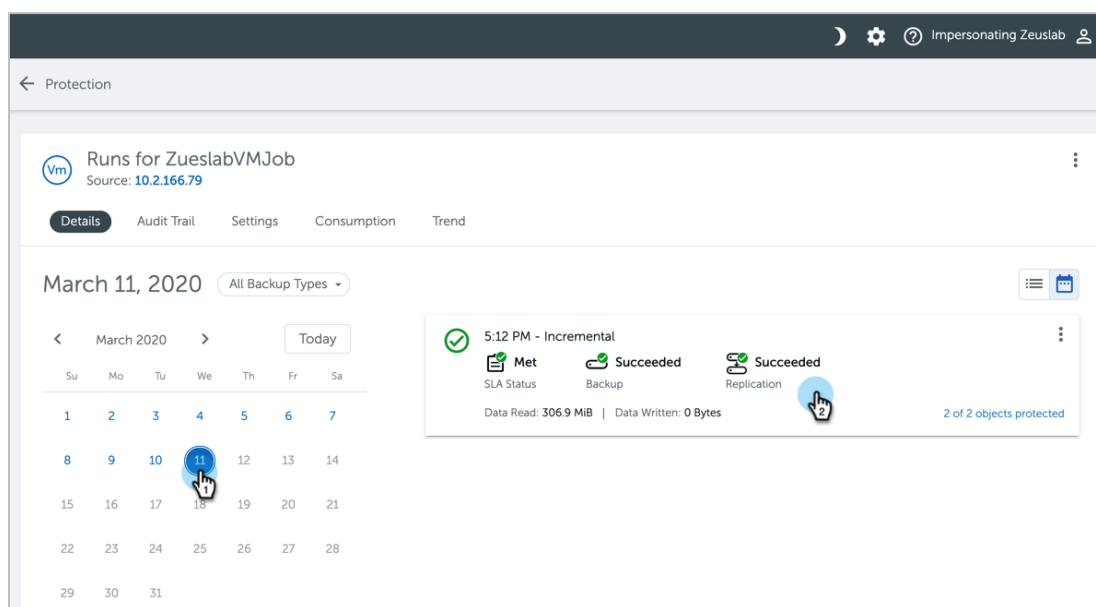 Impersonating Zeuslab
Protection
Vm
Runs for ZueslabVMJob
Source: 10.2.166.79
Details Audit Trail Settings Consumption Trend
March 11, 2020 All Backup Types
March 2020 Today
Su Mo Tu We Th Fr Sa
1 2 3 4 5 6 7
8 9 10 11 12 13 14
15 16 17 18 19 20 21
22 23 24 25 26 27 28
29 30 31
1
5:12 PM - Incremental
Met Succeeded Succeeded
SLA Status Backup Replication
Data Read: 306.9 MiB | Data Written: 0 Bytes 2 of 2 objects protected
2